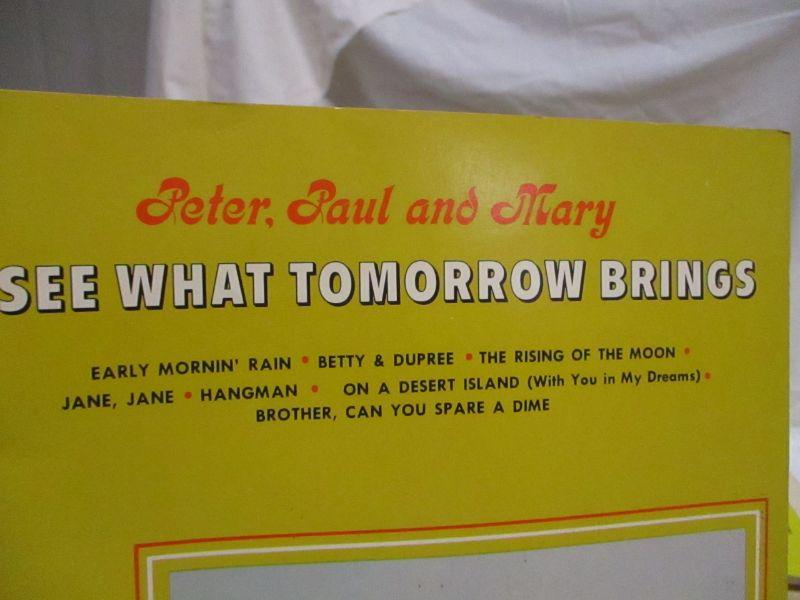 Peter, Paul and Mary
SEE WHAT TOMORROW BRINGS
EARLY MORNIN' RAIN • BETTY & DUPREE • THE RISING OF THE MOON •
JANE, JANE • HANGMAN • ON A DESERT ISLAND (With You in My Dreams) •
BROTHER, CAN YOU SPARE A DIME